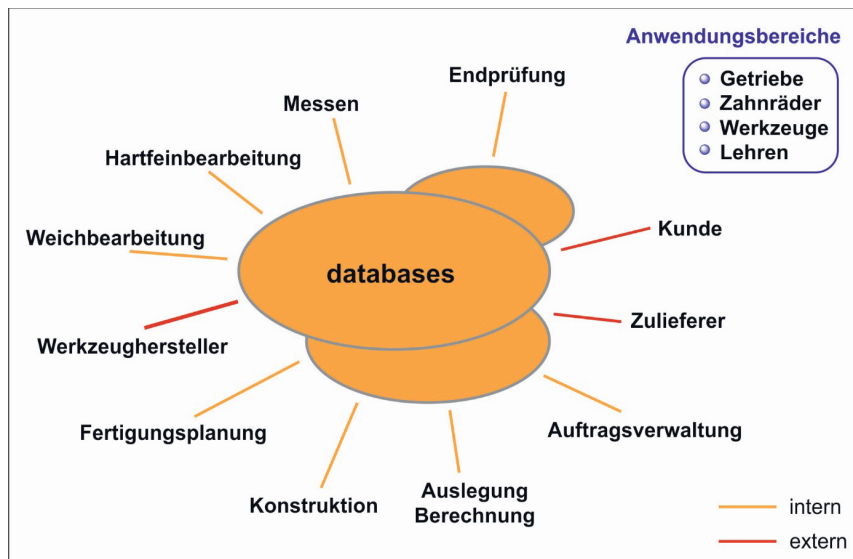 Anwendungsbereiche
Getriebe
Zahnräder
Werkzeuge
Lehren
Endprüfung
Messen
Hartfeinbearbeitung
Weichbearbeitung
Kunde
databases
Zulieferer
Werkzeughersteller
Fertigungsplanung
Auftragsverwaltung
Konstruktion
Auslegung
Berechnung
intern
extern